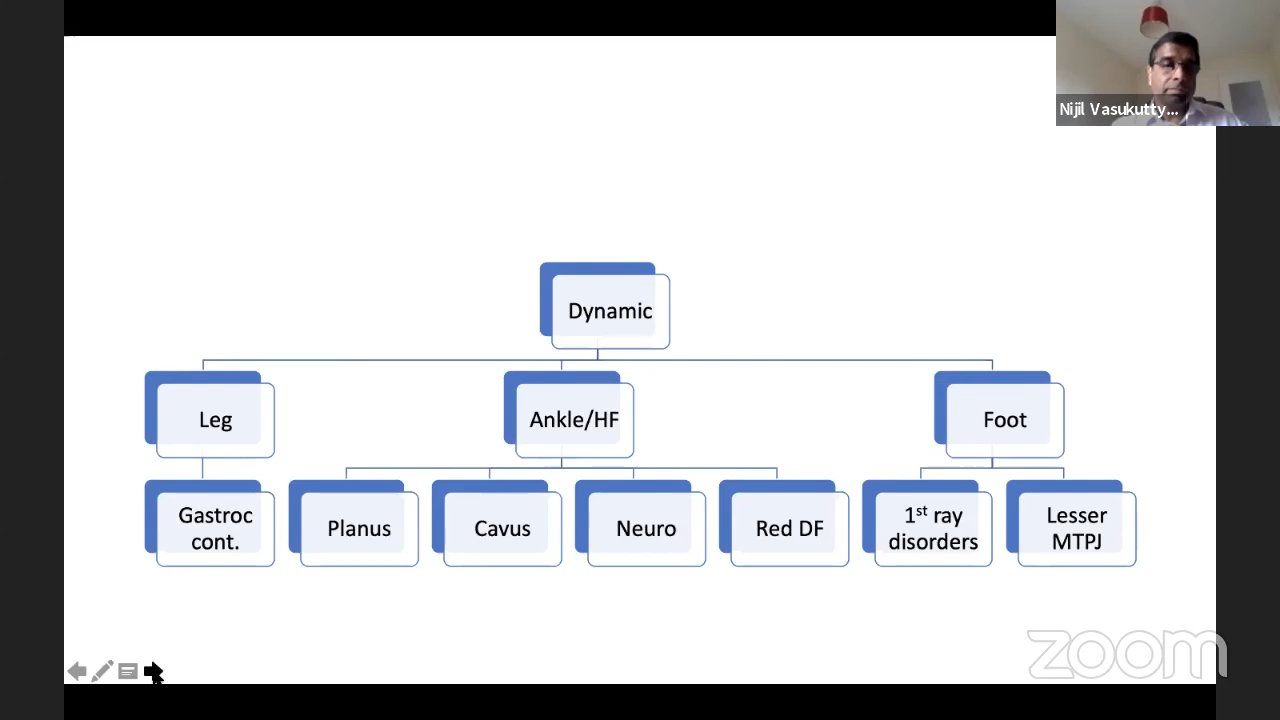 Nijil Vasukutty...
Dynamic
Leg
Ankle/HF
Foot
Gastroc
cont.
Planus
Cavus
Neuro
Red DF
1st ray
disorders
Lesser
MTPJ
zoom